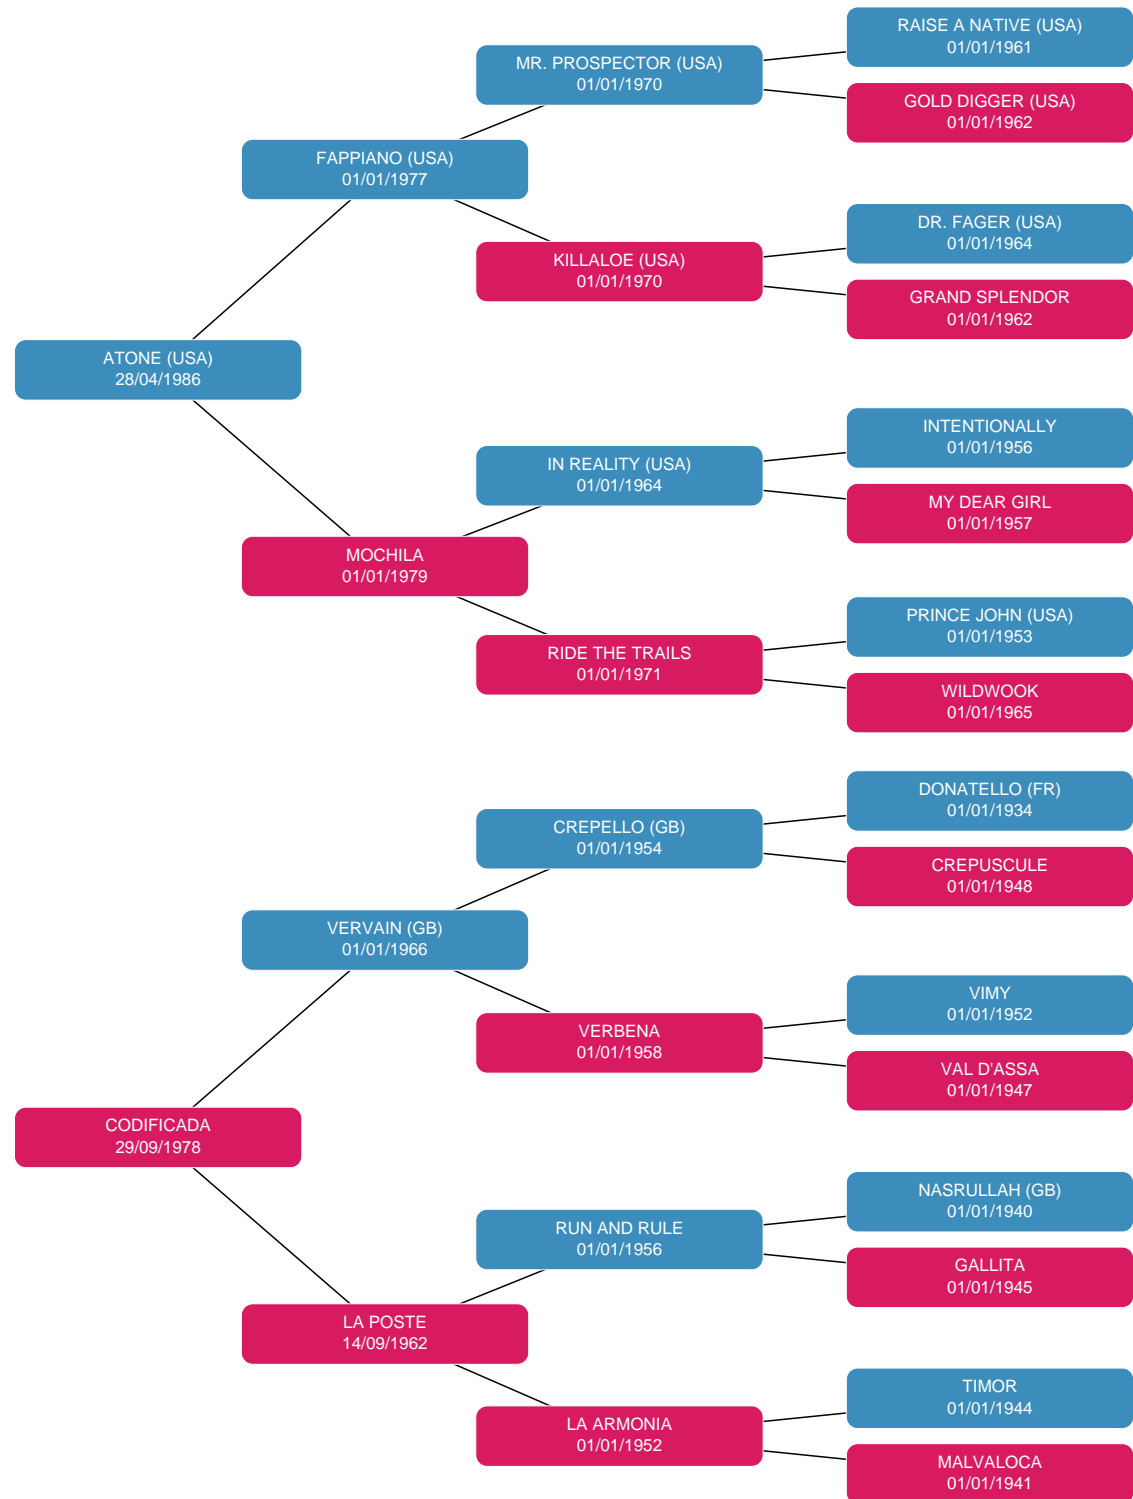 RAISE A NATIVE (USA)
01/01/1961
MR. PROSPECTOR (USA)
01/01/1970
GOLD DIGGER (USA)
01/01/1962
FAPPIANO (USA)
01/01/1977
DR. FAGER (USA)
01/01/1964
KILLALOE (USA)
01/01/1970
GRAND SPLENDOR
01/01/1962
ATONE (USA)
28/04/1986
INTENTIONALLY
01/01/1956
IN REALITY (USA)
01/01/1964
MY DEAR GIRL
01/01/1957
MOCHILA
01/01/1979
PRINCE JOHN (USA)
01/01/1953
RIDE THE TRAILS
01/01/1971
WILDWOOK
01/01/1965
DONATELLO (FR)
01/01/1934
CREPELLO (GB)
01/01/1954
CREPUSCULE
01/01/1948
VERVAIN (GB)
01/01/1966
VIMY
01/01/1952
VERBENA
01/01/1958
VAL D'ASSA
01/01/1947
CODIFICADA
29/09/1978
NASRULLAH (GB)
01/01/1940
RUN AND RULE
01/01/1956
GALLITA
01/01/1945
LA POSTE
14/09/1962
TIMOR
01/01/1944
LA ARMONIA
01/01/1952
MALVALOCA
01/01/1941